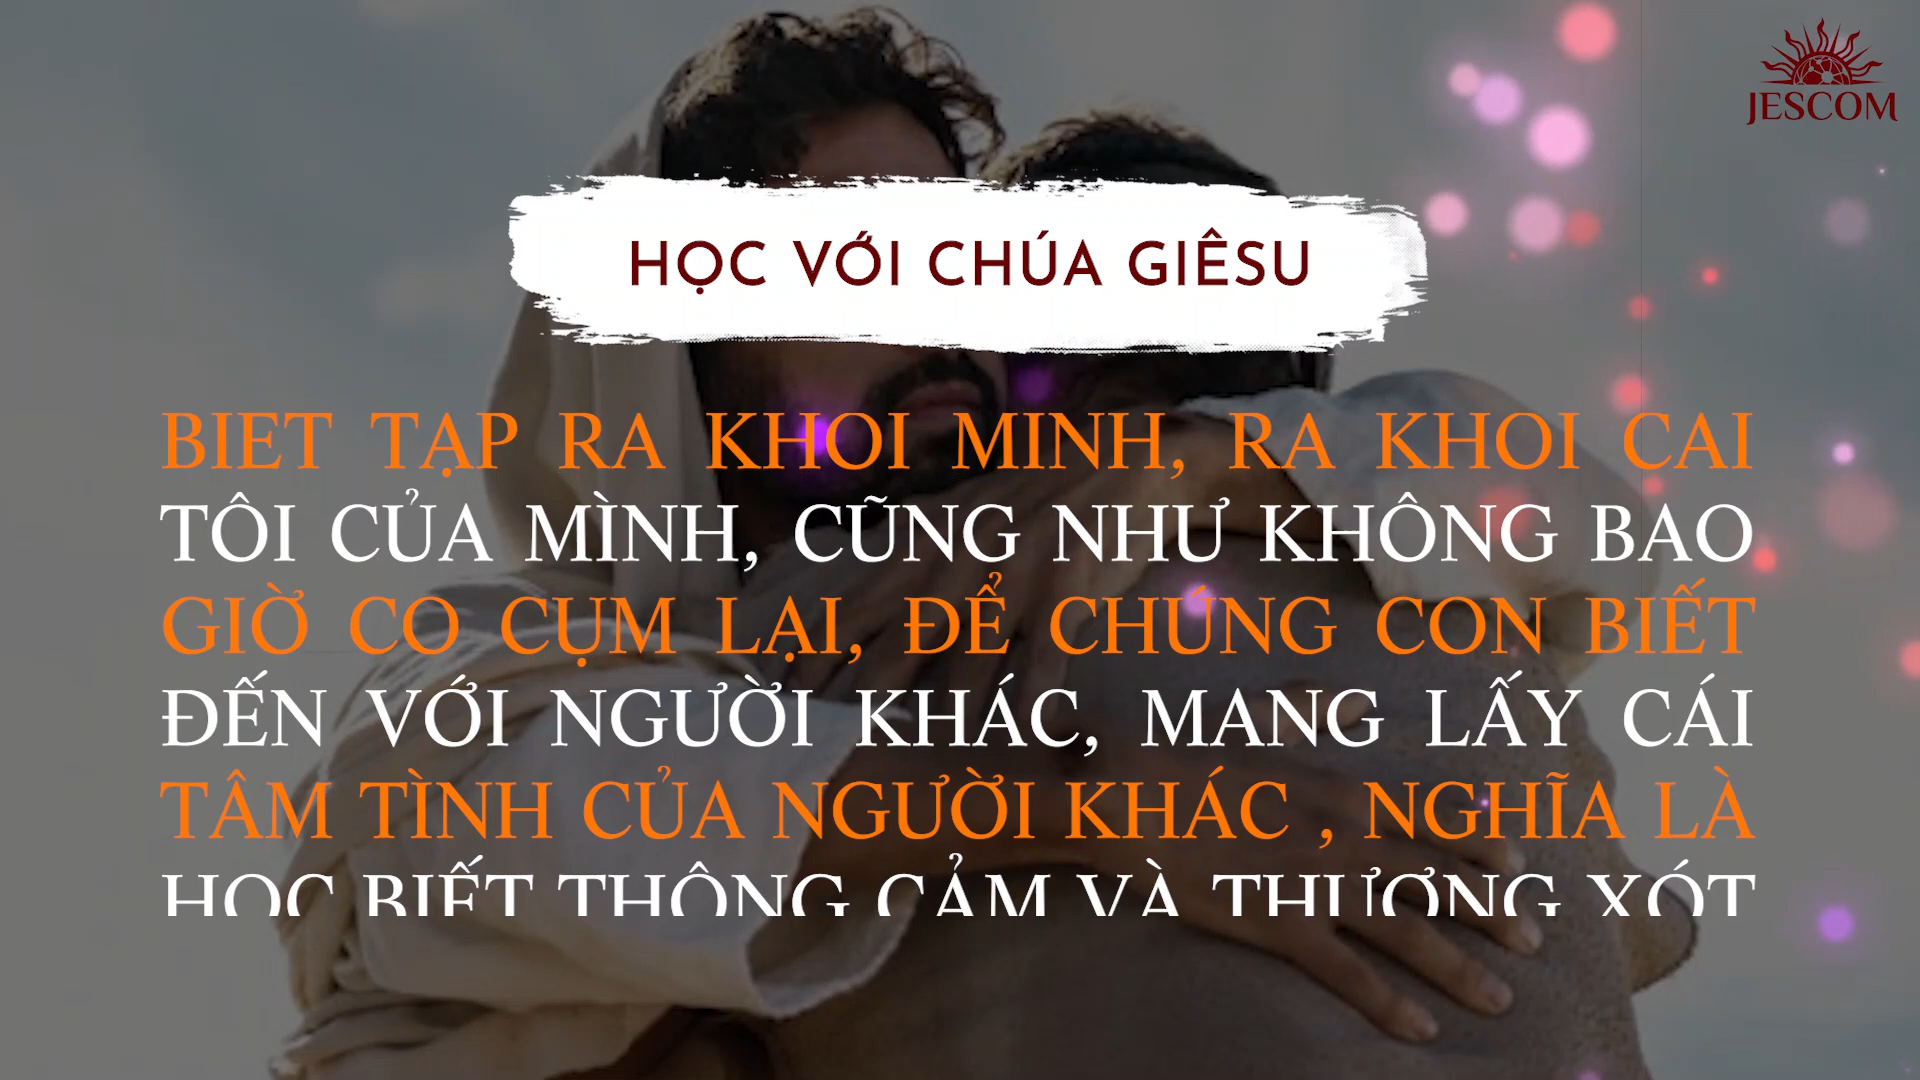 JESCOM
HỌC VỚI CHÚA GIÊSU
BIET TẠP RA KHOI MINH, RA KHOI CAI
TÔI CỦA MÌNH, CŨNG NHƯ KHÔNG BAO
GIỜ CO CỤM LẠI, ĐỂ CHÚNG CON BIẾT
ĐẾN VỚI NGƯỜI KHÁC, MANG LẤY CÁI
TÂM TÌNH CỦA NGƯỜI KHÁC , NGHĨA LÀ
HỌC BIẾT THÔNG CẢM VÀ THƯƠNG XÓT